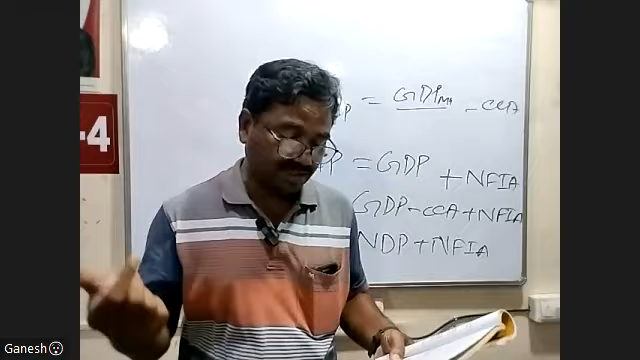 P = GDPMP - CCA
P = GDP + NFIA
GDP - CCA + NFIA
NDP + NFIA
-4
Ganesh